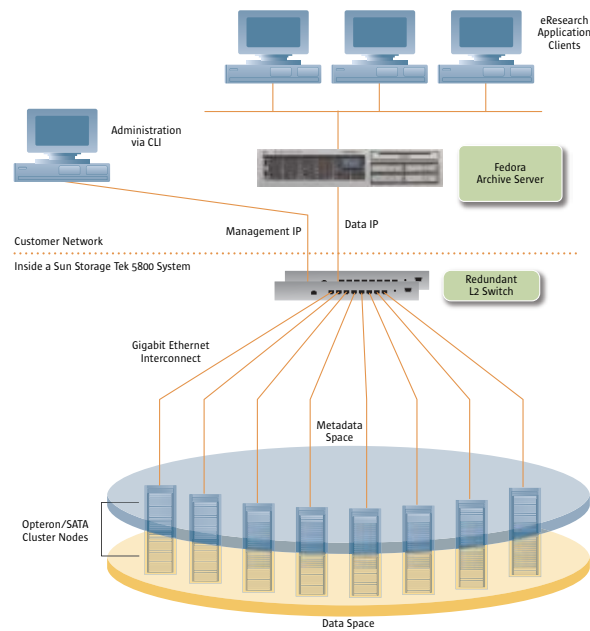 eResearch
Application
Clients
Administration
via CLI
Fedora
Archive Server
Management IP
Data IP
Customer Network
Inside a Sun Storage Tek 5800 System
Redundant
L2 Switch
Gigabit Ethernet
Interconnect
Metadata
Space
Opteron/SATA
Cluster Nodes
Data Space